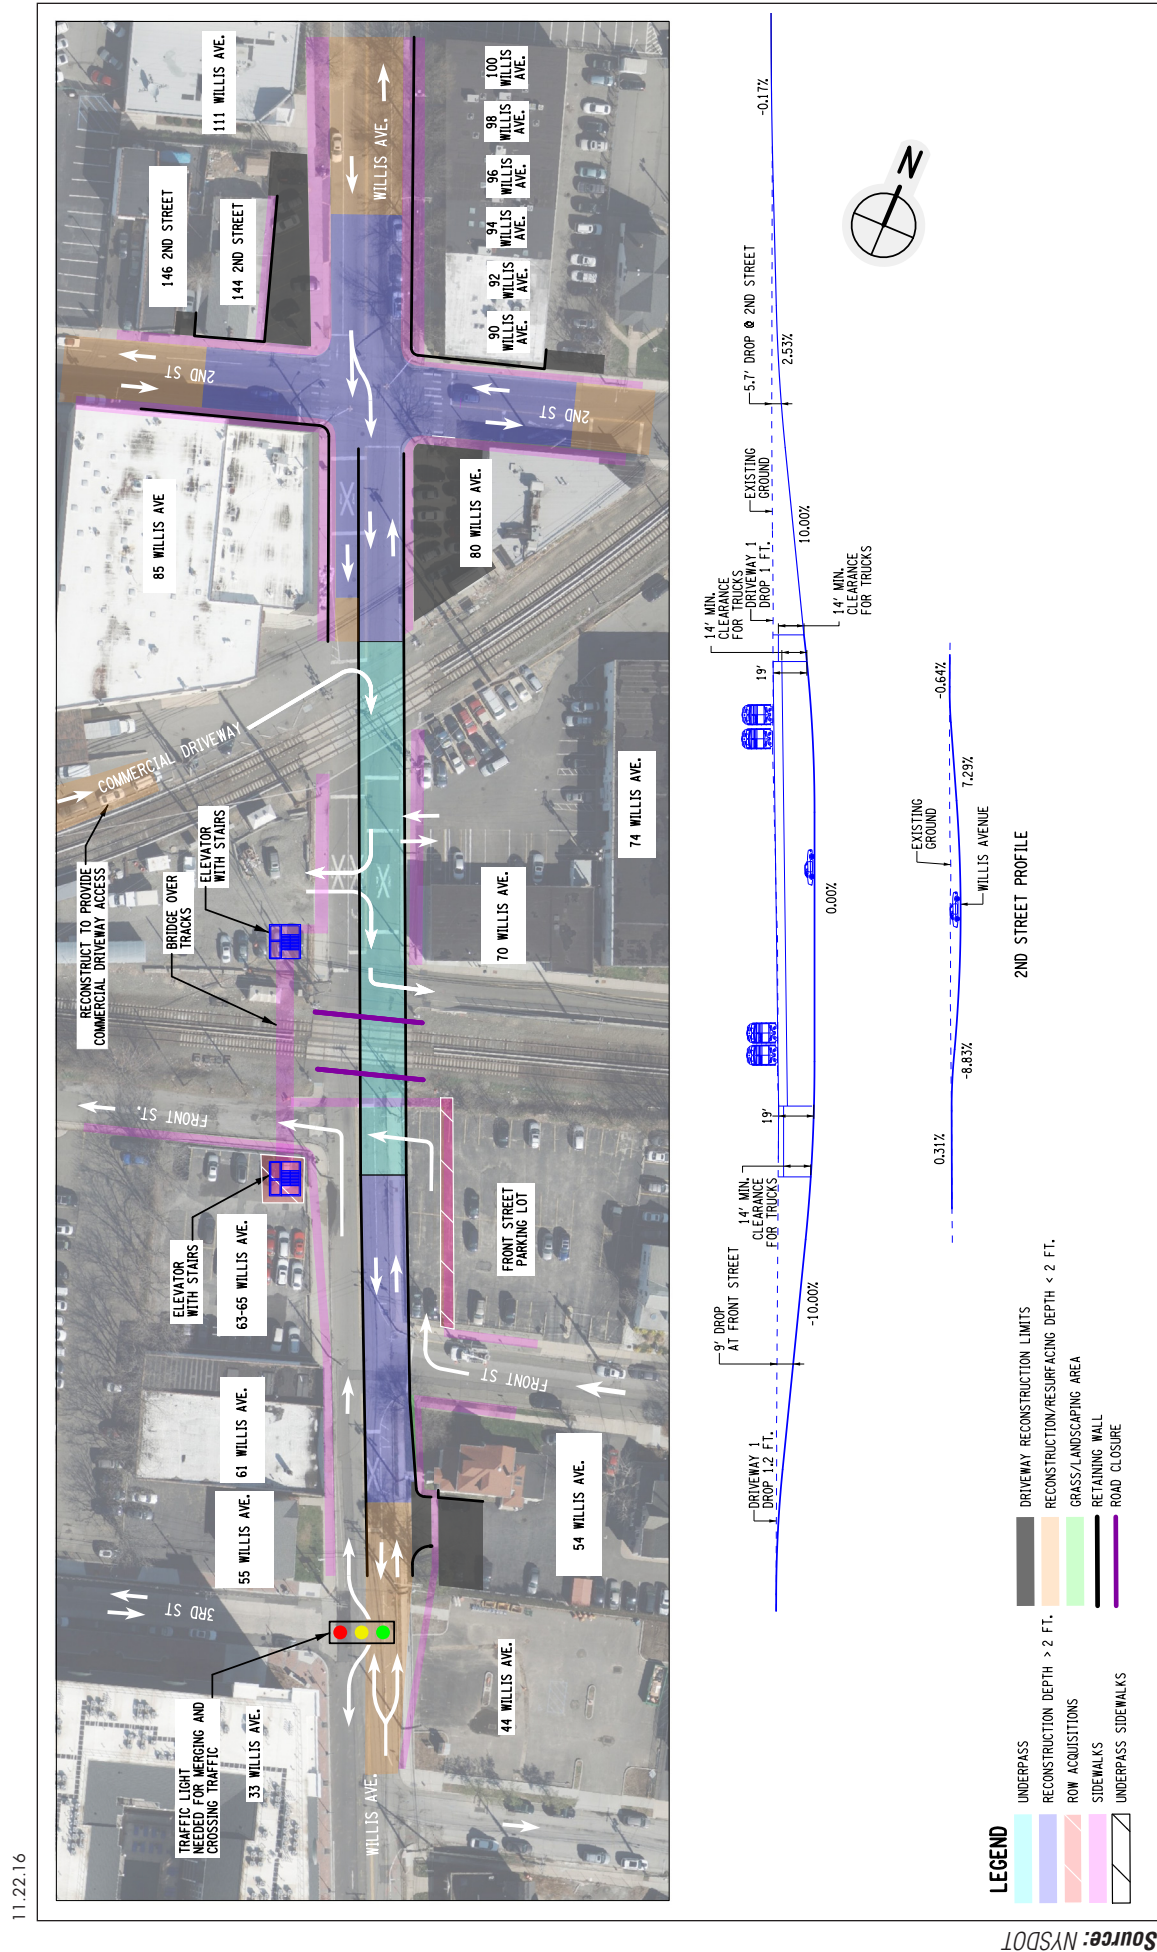 11.22.16
Source: NYSDOT
TRAFFIC LIGHT
NEEDED FOR MERGING AND
CROSSING TRAFFIC
33 WILLIS AVE.
3RD ST
55 WILLIS AVE.
61 WILLIS AVE.
ELEVATOR
WITH STAIRS
63-65 WILLIS AVE.
FRONT ST.
RECONSTRUCT TO PROVIDE
COMMERCIAL DRIVEWAY ACCESS
BRIDGE OVER
TRACKS
ELEVATOR
WITH STAIRS
COMMERCIAL DRIVEWAY
85 WILLIS AVE
2ND ST
146 2ND STREET
144 2ND STREET
111 WILLIS AVE.
WILLIS AVE.
WILLIS AVE.
44 WILLIS AVE.
54 WILLIS AVE.
FRONT ST
FRONT STREET
PARKING LOT
70 WILLIS AVE.
74 WILLIS AVE.
80 WILLIS AVE.
2ND ST
90
WILLIS
AVE.
92
WILLIS
AVE.
94
WILLIS
AVE.
96
WILLIS
AVE.
98
WILLIS
AVE.
100
WILLIS
AVE.
DRIVEWAY 1
DROP 1.2 FT.
9' DROP
AT FRONT STREET
-10.00%
14' MIN.
CLEARANCE
FOR TRUCKS
19'
0.00%
19'
14' MIN.
CLEARANCE
FOR TRUCKS
DRIVEWAY 1
DROP 1 FT.
14' MIN.
CLEARANCE
FOR TRUCKS
EXISTING
GROUND
10.00%
5.7' DROP @ 2ND STREET
2.53%
-0.17%
N
0.31%
-8.83%
EXISTING
GROUND
WILLIS AVENUE
7.29%
-0.64%
2ND STREET PROFILE
LEGEND
UNDERPASS
RECONSTRUCTION DEPTH > 2 FT.
ROW ACQUISITIONS
SIDEWALKS
UNDERPASS SIDEWALKS
DRIVEWAY RECONSTRUCTION LIMITS
RECONSTRUCTION/RESURFACING DEPTH < 2 FT.
GRASS/LANDSCAPING AREA
RETAINING WALL
ROAD CLOSURE